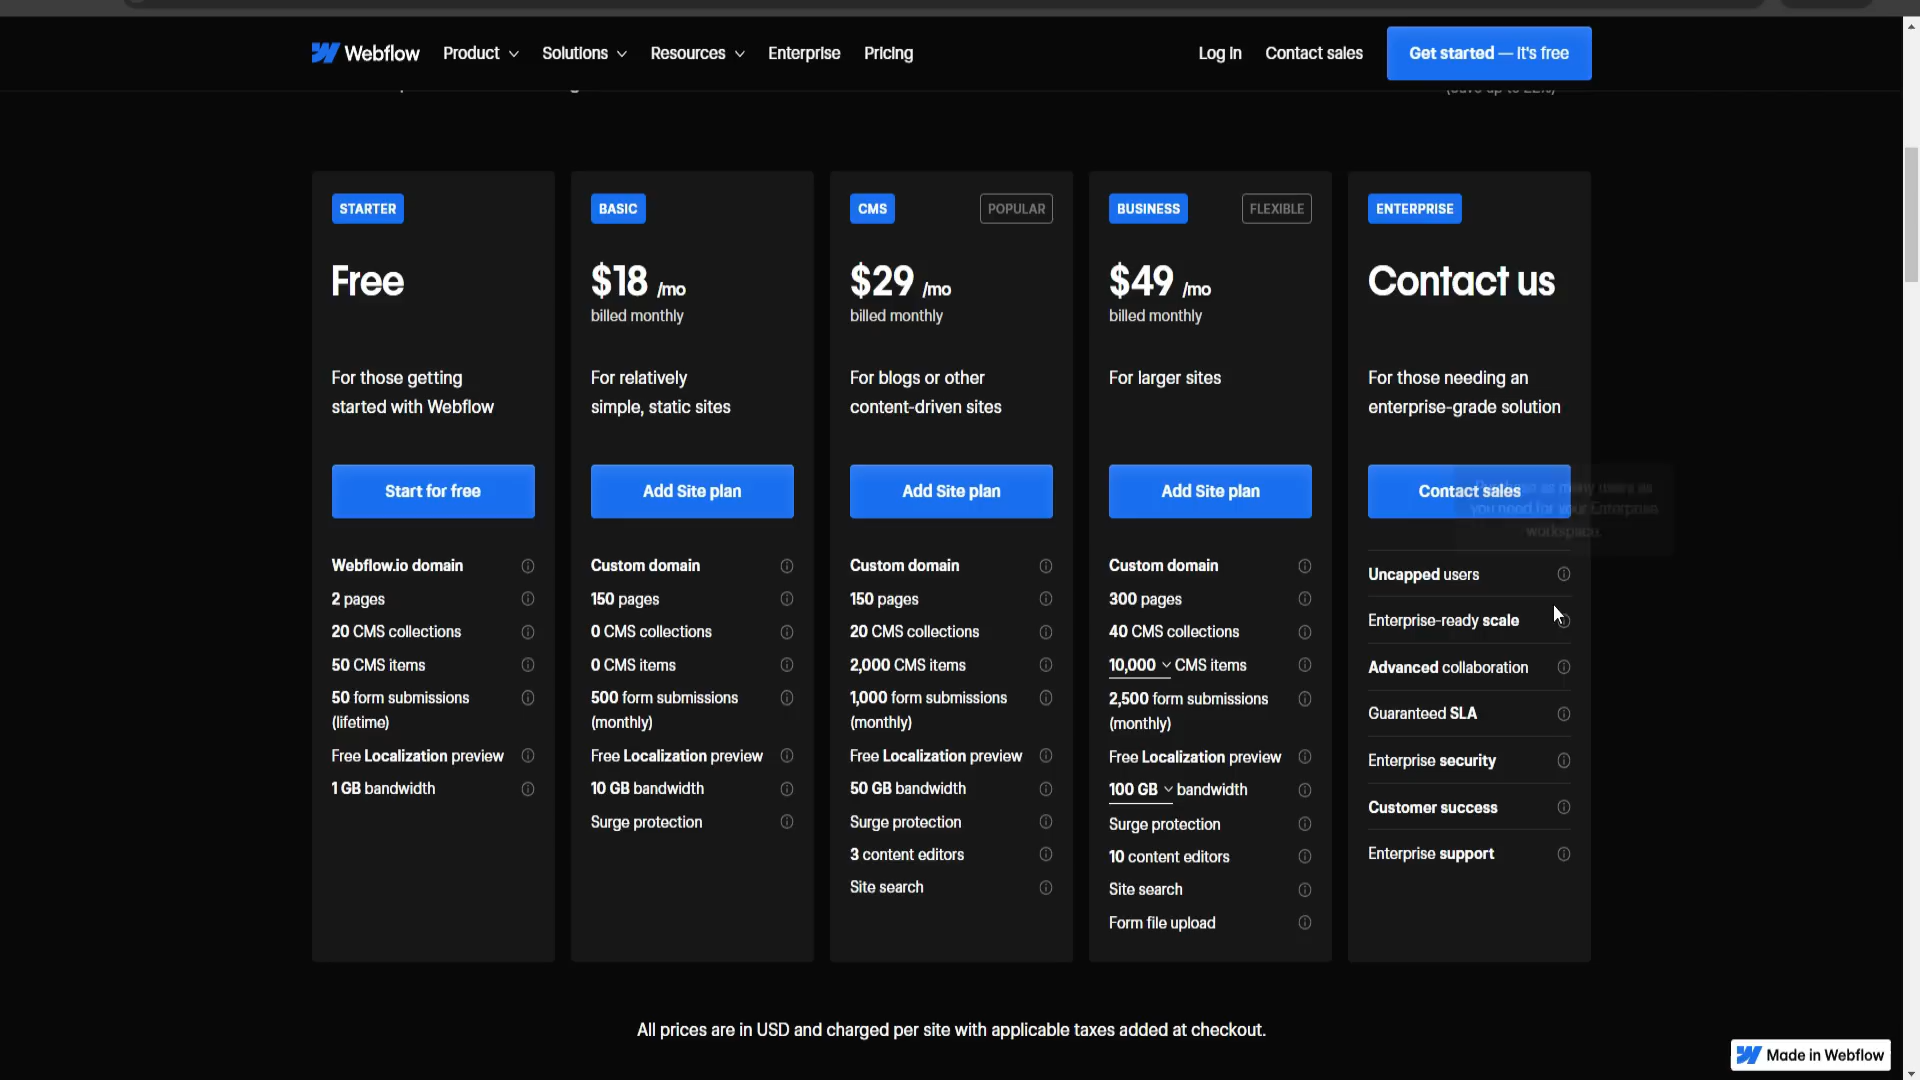 Webflow Product Solutions Resources Enterprise Pricing Log in Contact sales Get started — it's free
STARTER
Free
For those getting
started with Webflow
Start for free
Webflow.io domain
2 pages
20 CMS collections
50 CMS items
50 form submissions
(lifetime)
Free Localization preview
1 GB bandwidth
BASIC
$18 /mo
billed monthly
For relatively
simple, static sites
Add Site plan
Custom domain
150 pages
0 CMS collections
0 CMS items
500 form submissions
(monthly)
Free Localization preview
10 GB bandwidth
Surge protection
CMS POPULAR
$29 /mo
billed monthly
For blogs or other
content-driven sites
Add Site plan
Custom domain
150 pages
20 CMS collections
2,000 CMS items
1,000 form submissions
(monthly)
Free Localization preview
50 GB bandwidth
Surge protection
3 content editors
Site search
BUSINESS FLEXIBLE
$49 /mo
billed monthly
For larger sites
Add Site plan
Custom domain
300 pages
40 CMS collections
10,000 CMS items
2,500 form submissions
(monthly)
Free Localization preview
100 GB bandwidth
Surge protection
10 content editors
Site search
Form file upload
ENTERPRISE
Contact us
For those needing an
enterprise-grade solution
Contact sales
many users as
you need for your Enterprise
workspace.
Uncapped users
Enterprise-ready scale
Advanced collaboration
Guaranteed SLA
Enterprise security
Customer success
Enterprise support
All prices are in USD and charged per site with applicable taxes added at checkout.
Made in Webflow